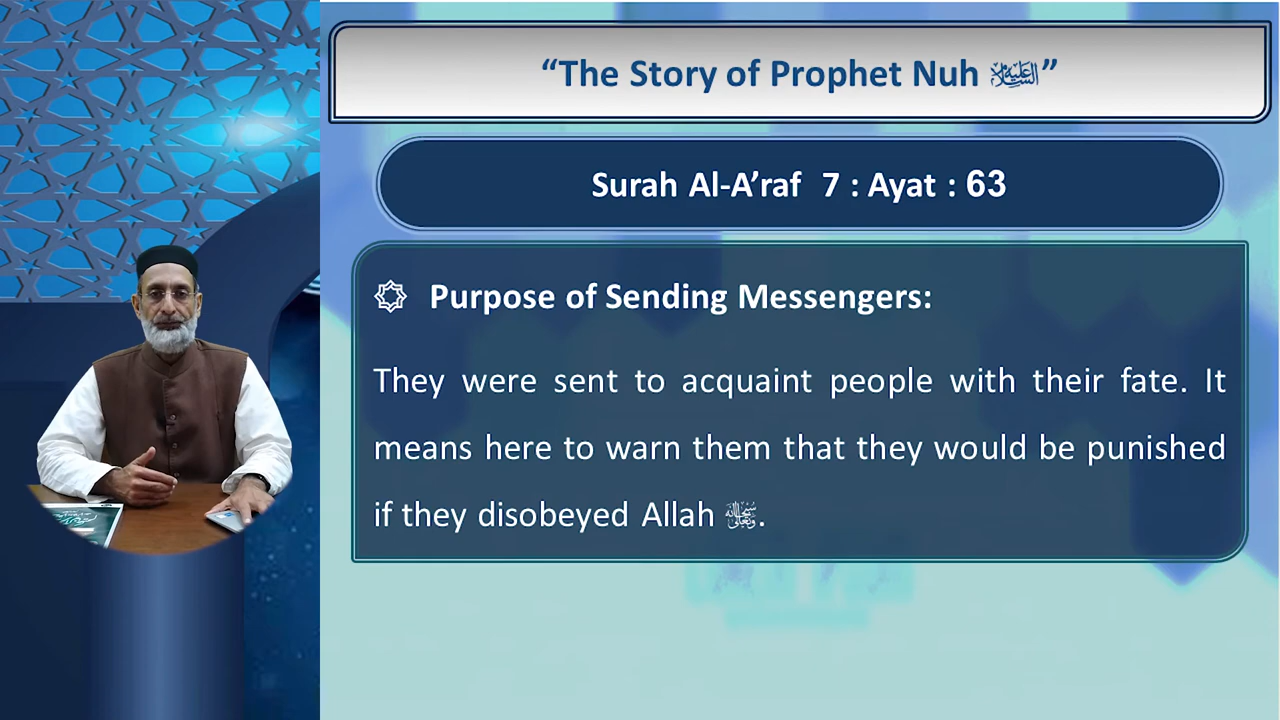 “The Story of Prophet Nuh عليه السلام”
Surah Al-A’raf 7 : Ayat : 63
Purpose of Sending Messengers:
They were sent to acquaint people with their fate. It
means here to warn them that they would be punished
if they disobeyed Allah سبحانه وتعالى.